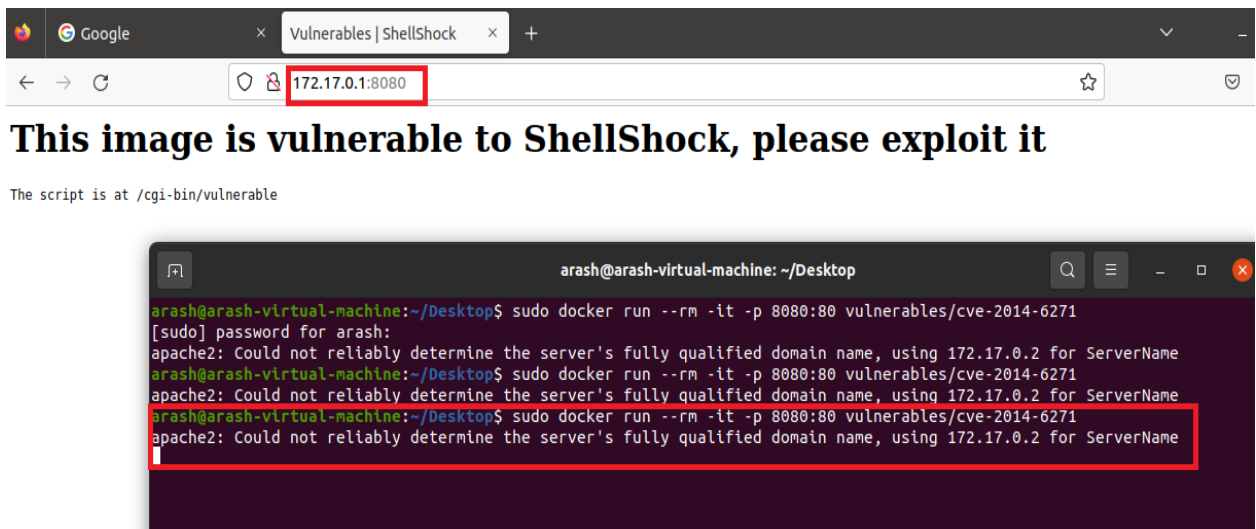 Google
Vulnerables | ShellShock
172.17.0.1:8080
This image is vulnerable to ShellShock, please exploit it
The script is at /cgi-bin/vulnerable
arash@arash-virtual-machine: ~/Desktop
arash@arash-virtual-machine:~/Desktop$ sudo docker run --rm -it -p 8080:80 vulnerables/cve-2014-6271
[sudo] password for arash:
apache2: Could not reliably determine the server's fully qualified domain name, using 172.17.0.2 for ServerName
arash@arash-virtual-machine:~/Desktop$ sudo docker run --rm -it -p 8080:80 vulnerables/cve-2014-6271
apache2: Could not reliably determine the server's fully qualified domain name, using 172.17.0.2 for ServerName
arash@arash-virtual-machine:~/Desktop$ sudo docker run --rm -it -p 8080:80 vulnerables/cve-2014-6271
apache2: Could not reliably determine the server's fully qualified domain name, using 172.17.0.2 for ServerName